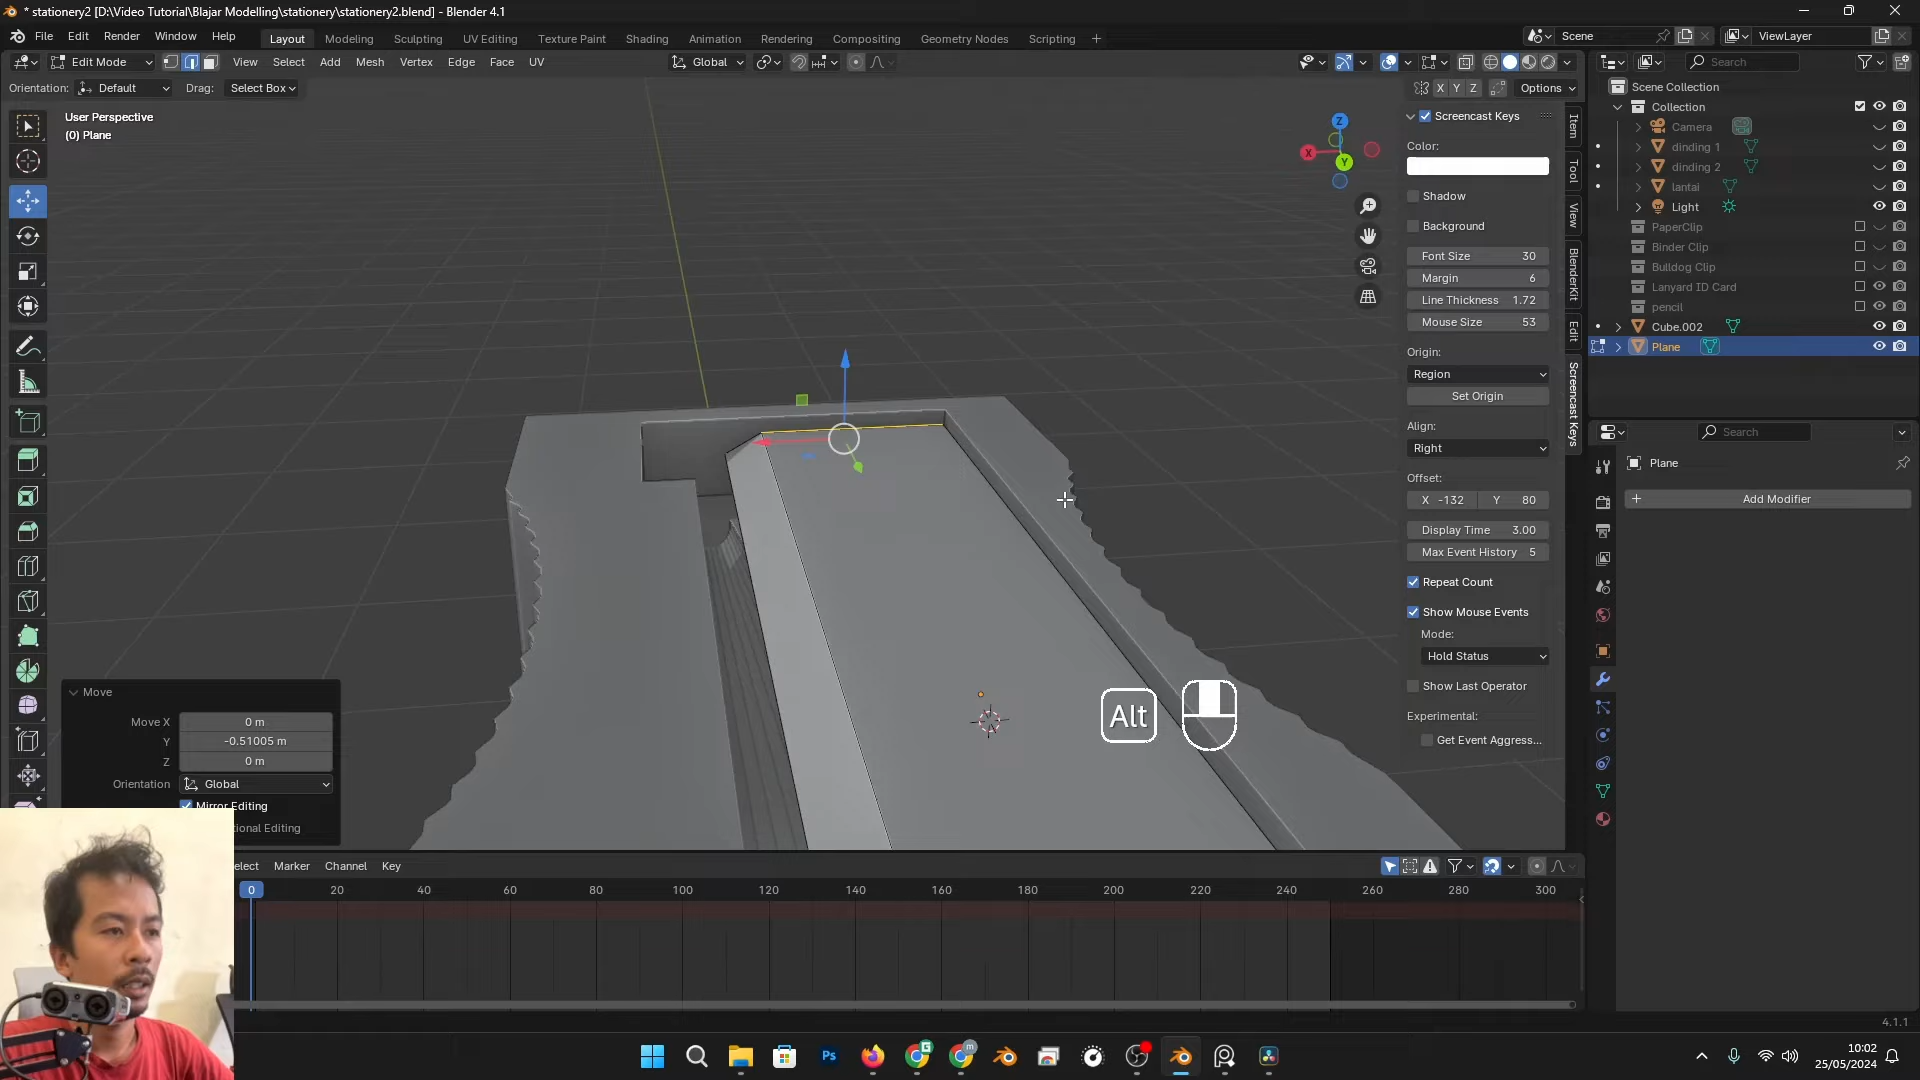 * stationery2 [D:\Video Tutorial\Blajar Modelling\stationery\stationery2.blend] - Blender 4.1
File Edit Render Window Help Layout Modeling Sculpting UV Editing Texture Paint Shading Animation Rendering Compositing Geometry Nodes Scripting + Scene ViewLayer
Edit Mode View Select Add Mesh Vertex Edge Face UV Global Search
Orientation: Default Drag: Select Box X Y Z Options
User Perspective
(0) Plane
Z
X
Y
Screencast Keys
Color:
Shadow
Background
Font Size 30
Margin 6
Line Thickness 1.72
Mouse Size 53
Origin:
Region
Set Origin
Align:
Right
Offset:
X -132 Y 80
Display Time 3.00
Max Event History 5
Repeat Count
Show Mouse Events
Mode:
Hold Status
Show Last Operator
Experimental:
Get Event Aggress...
Item
Tool
View
BlenderKit
Edit
Screencast Keys
Scene Collection
Collection
Camera
dinding 1
dinding 2
lantai
Light
PaperClip
Binder Clip
Bulldog Clip
Lanyard ID Card
pencil
Cube.002
Plane
Search
Plane
+ Add Modifier
Alt
Move
Move X 0 m
Y -0.51005 m
Z 0 m
Orientation Global
Mirror Editing
ional Editing
elect Marker Channel Key
0 20 40 60 80 100 120 140 160 180 200 220 240 260 280 300
4.1.1
Ps
10:02
25/05/2024